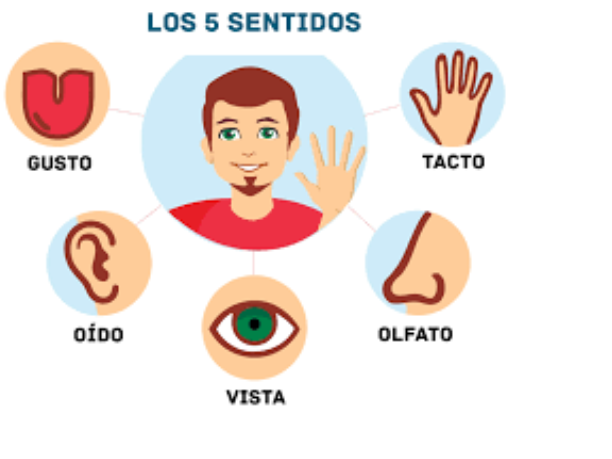 LOS 5 SENTIDOS
GUSTO
TACTO
OÍDO
OLFATO
VISTA